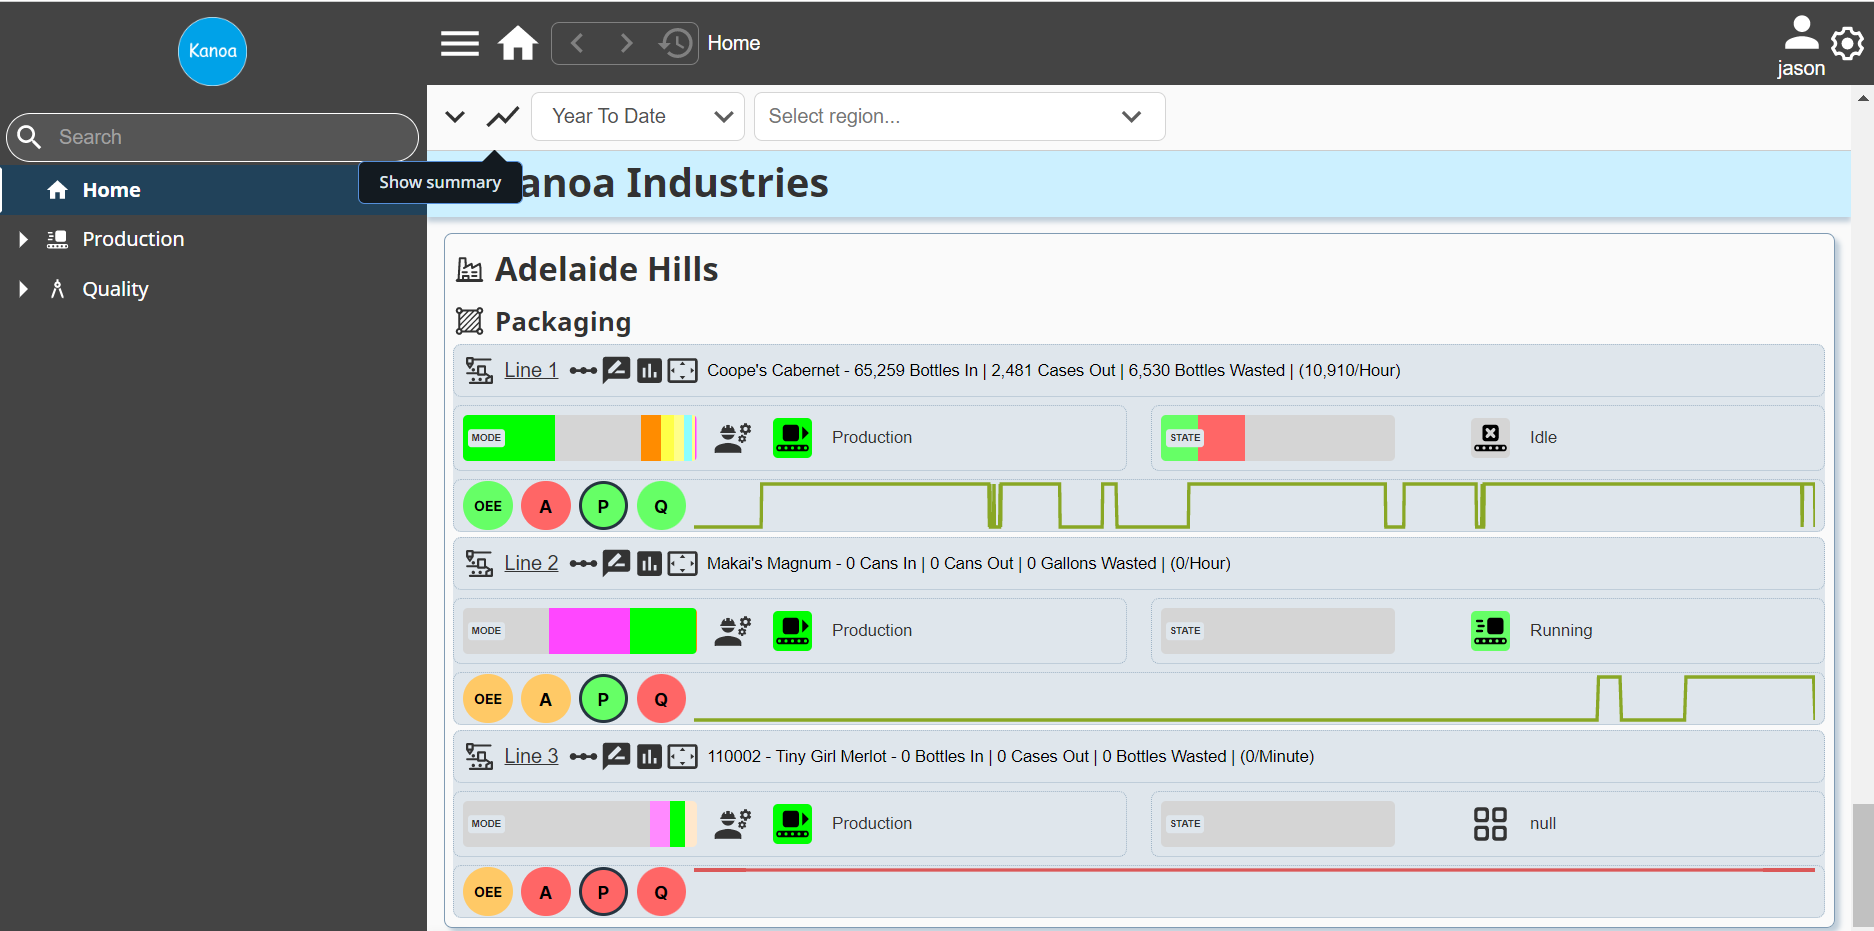 Kanoa
Home
jason
Search
Year To Date
Select region...
Home
Show summary
anoa Industries
Production
Quality
Adelaide Hills
Packaging
Line 1
Coope's Cabernet - 65,259 Bottles In | 2,481 Cases Out | 6,530 Bottles Wasted | (10,910/Hour)
MODE
Production
STATE
Idle
OEE A P Q
Line 2
Makai's Magnum - 0 Cans In | 0 Cans Out | 0 Gallons Wasted | (0/Hour)
MODE
Production
STATE
Running
OEE A P Q
Line 3
110002 - Tiny Girl Merlot - 0 Bottles In | 0 Cases Out | 0 Bottles Wasted | (0/Minute)
MODE
Production
STATE
null
OEE A P Q